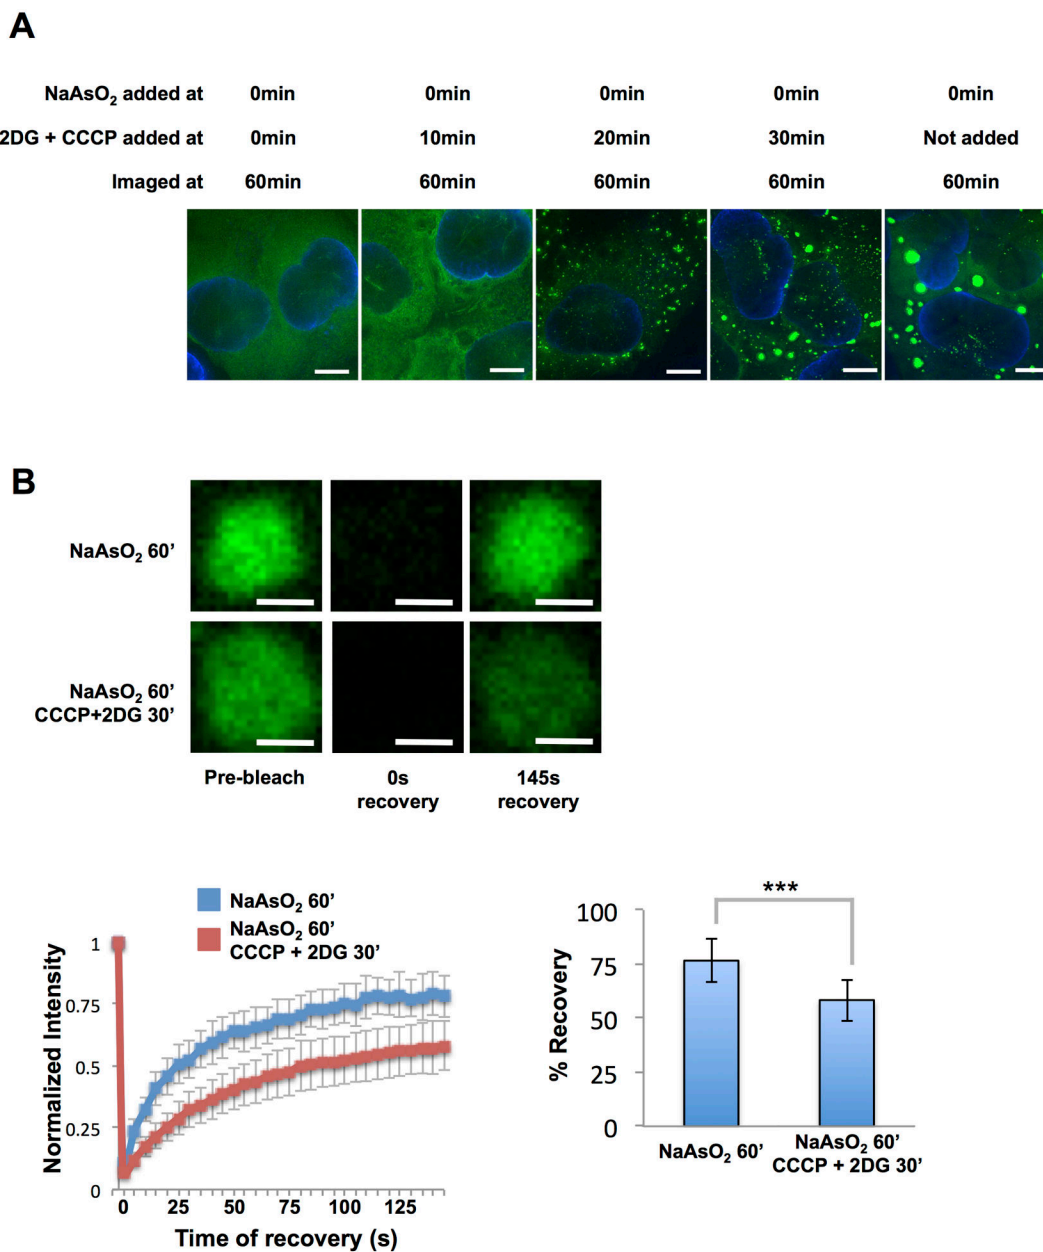 A
NaAsO₂ added at 0min 0min 0min 0min 0min
2DG + CCCP added at 0min 10min 20min 30min Not added
Imaged at 60min 60min 60min 60min 60min
B
NaAsO₂ 60’
NaAsO₂ 60’
CCCP+2DG 30’
Pre-bleach 0s 145s
recovery recovery
NaAsO₂ 60’
NaAsO₂ 60’
CCCP + 2DG 30’
Normalized Intensity
1
0.75
0.5
0.25
0
0 25 50 75 100 125
Time of recovery (s)
***
% Recovery
100
75
50
25
0
NaAsO₂ 60’ NaAsO₂ 60’
CCCP + 2DG 30’